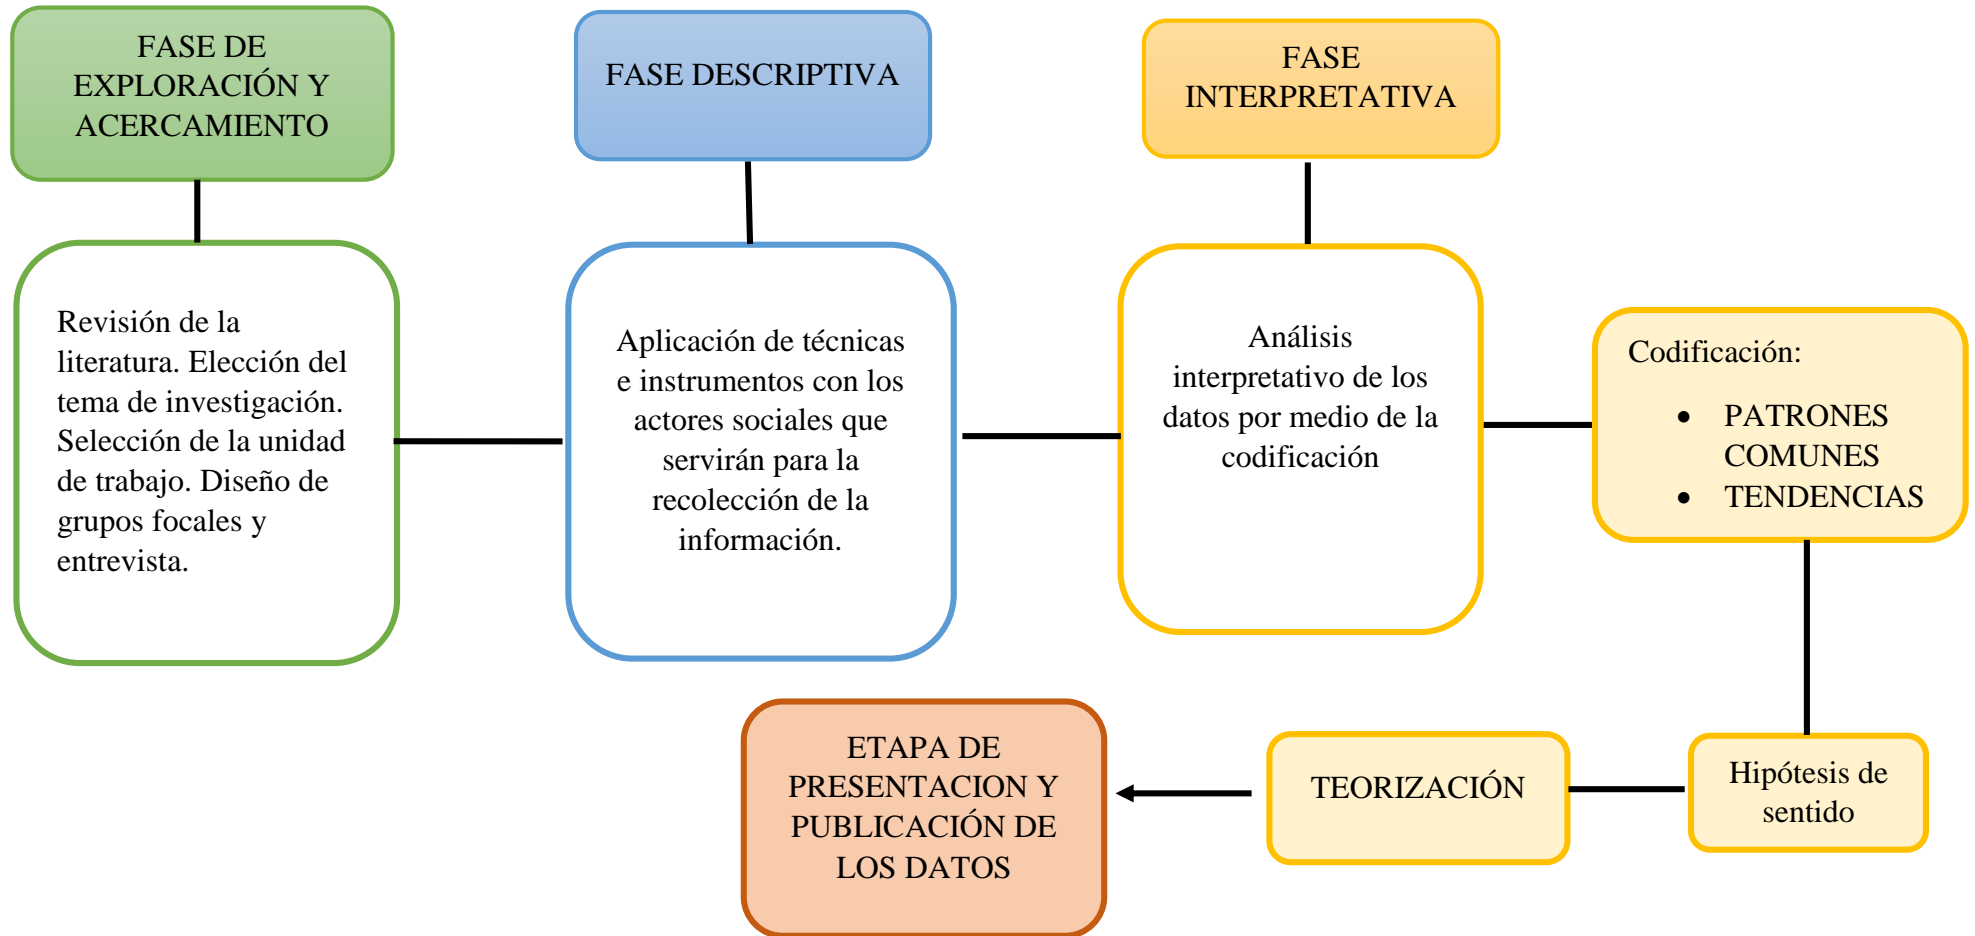 FASE DE
EXPLORACIÓN Y
ACERCAMIENTO
FASE DESCRIPTIVA
FASE
INTERPRETATIVA
Revisión de la
literatura. Elección del
tema de investigación.
Selección de la unidad
de trabajo. Diseño de
grupos focales y
entrevista.
Aplicación de técnicas
e instrumentos con los
actores sociales que
servirán para la
recolección de la
información.
Análisis
interpretativo de los
datos por medio de la
codificación
Codificación:
• PATRONES
COMUNES
• TENDENCIAS
Hipótesis de
sentido
TEORIZACIÓN
ETAPA DE
PRESENTACION Y
PUBLICACIÓN DE
LOS DATOS